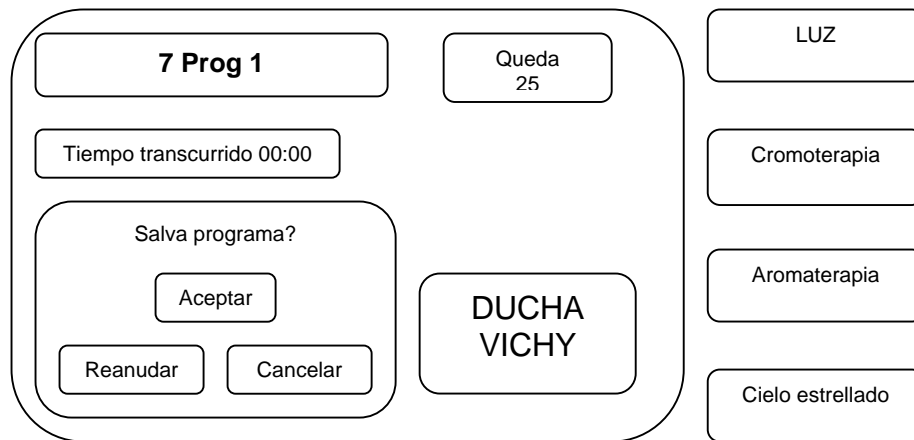 7 Prog 1
Queda
25
LUZ
Tiempo transcurrido 00:00
Cromoterapia
Salva programa?
Aceptar
Reanudar
Cancelar
DUCHA
VICHY
Aromaterapia
Cielo estrellado